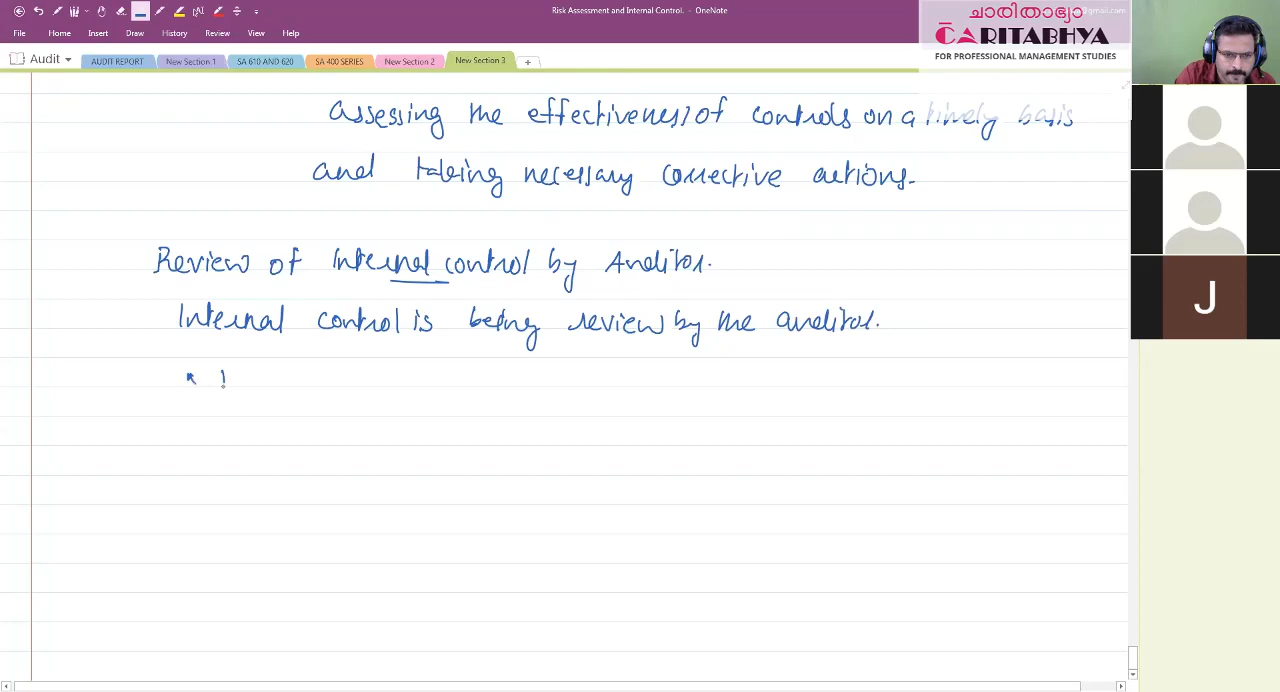 Risk Assessment and Internal Control. - OneNote
ചാരിതാഭ്യാ
CARITABHYA
FOR PROFESSIONAL MANAGEMENT STUDIES
File Home Insert Draw History Review View Help
Audit AUDIT REPORT New Section 1 SA 610 AND 620 SA 400 SERIES New Section 2 New Section 3
Assessing the effectiveness of controls on a timely basis
and taking necessary corrective actions.
Review of Internal control by Auditor.
Internal control is being review by the auditor.
J